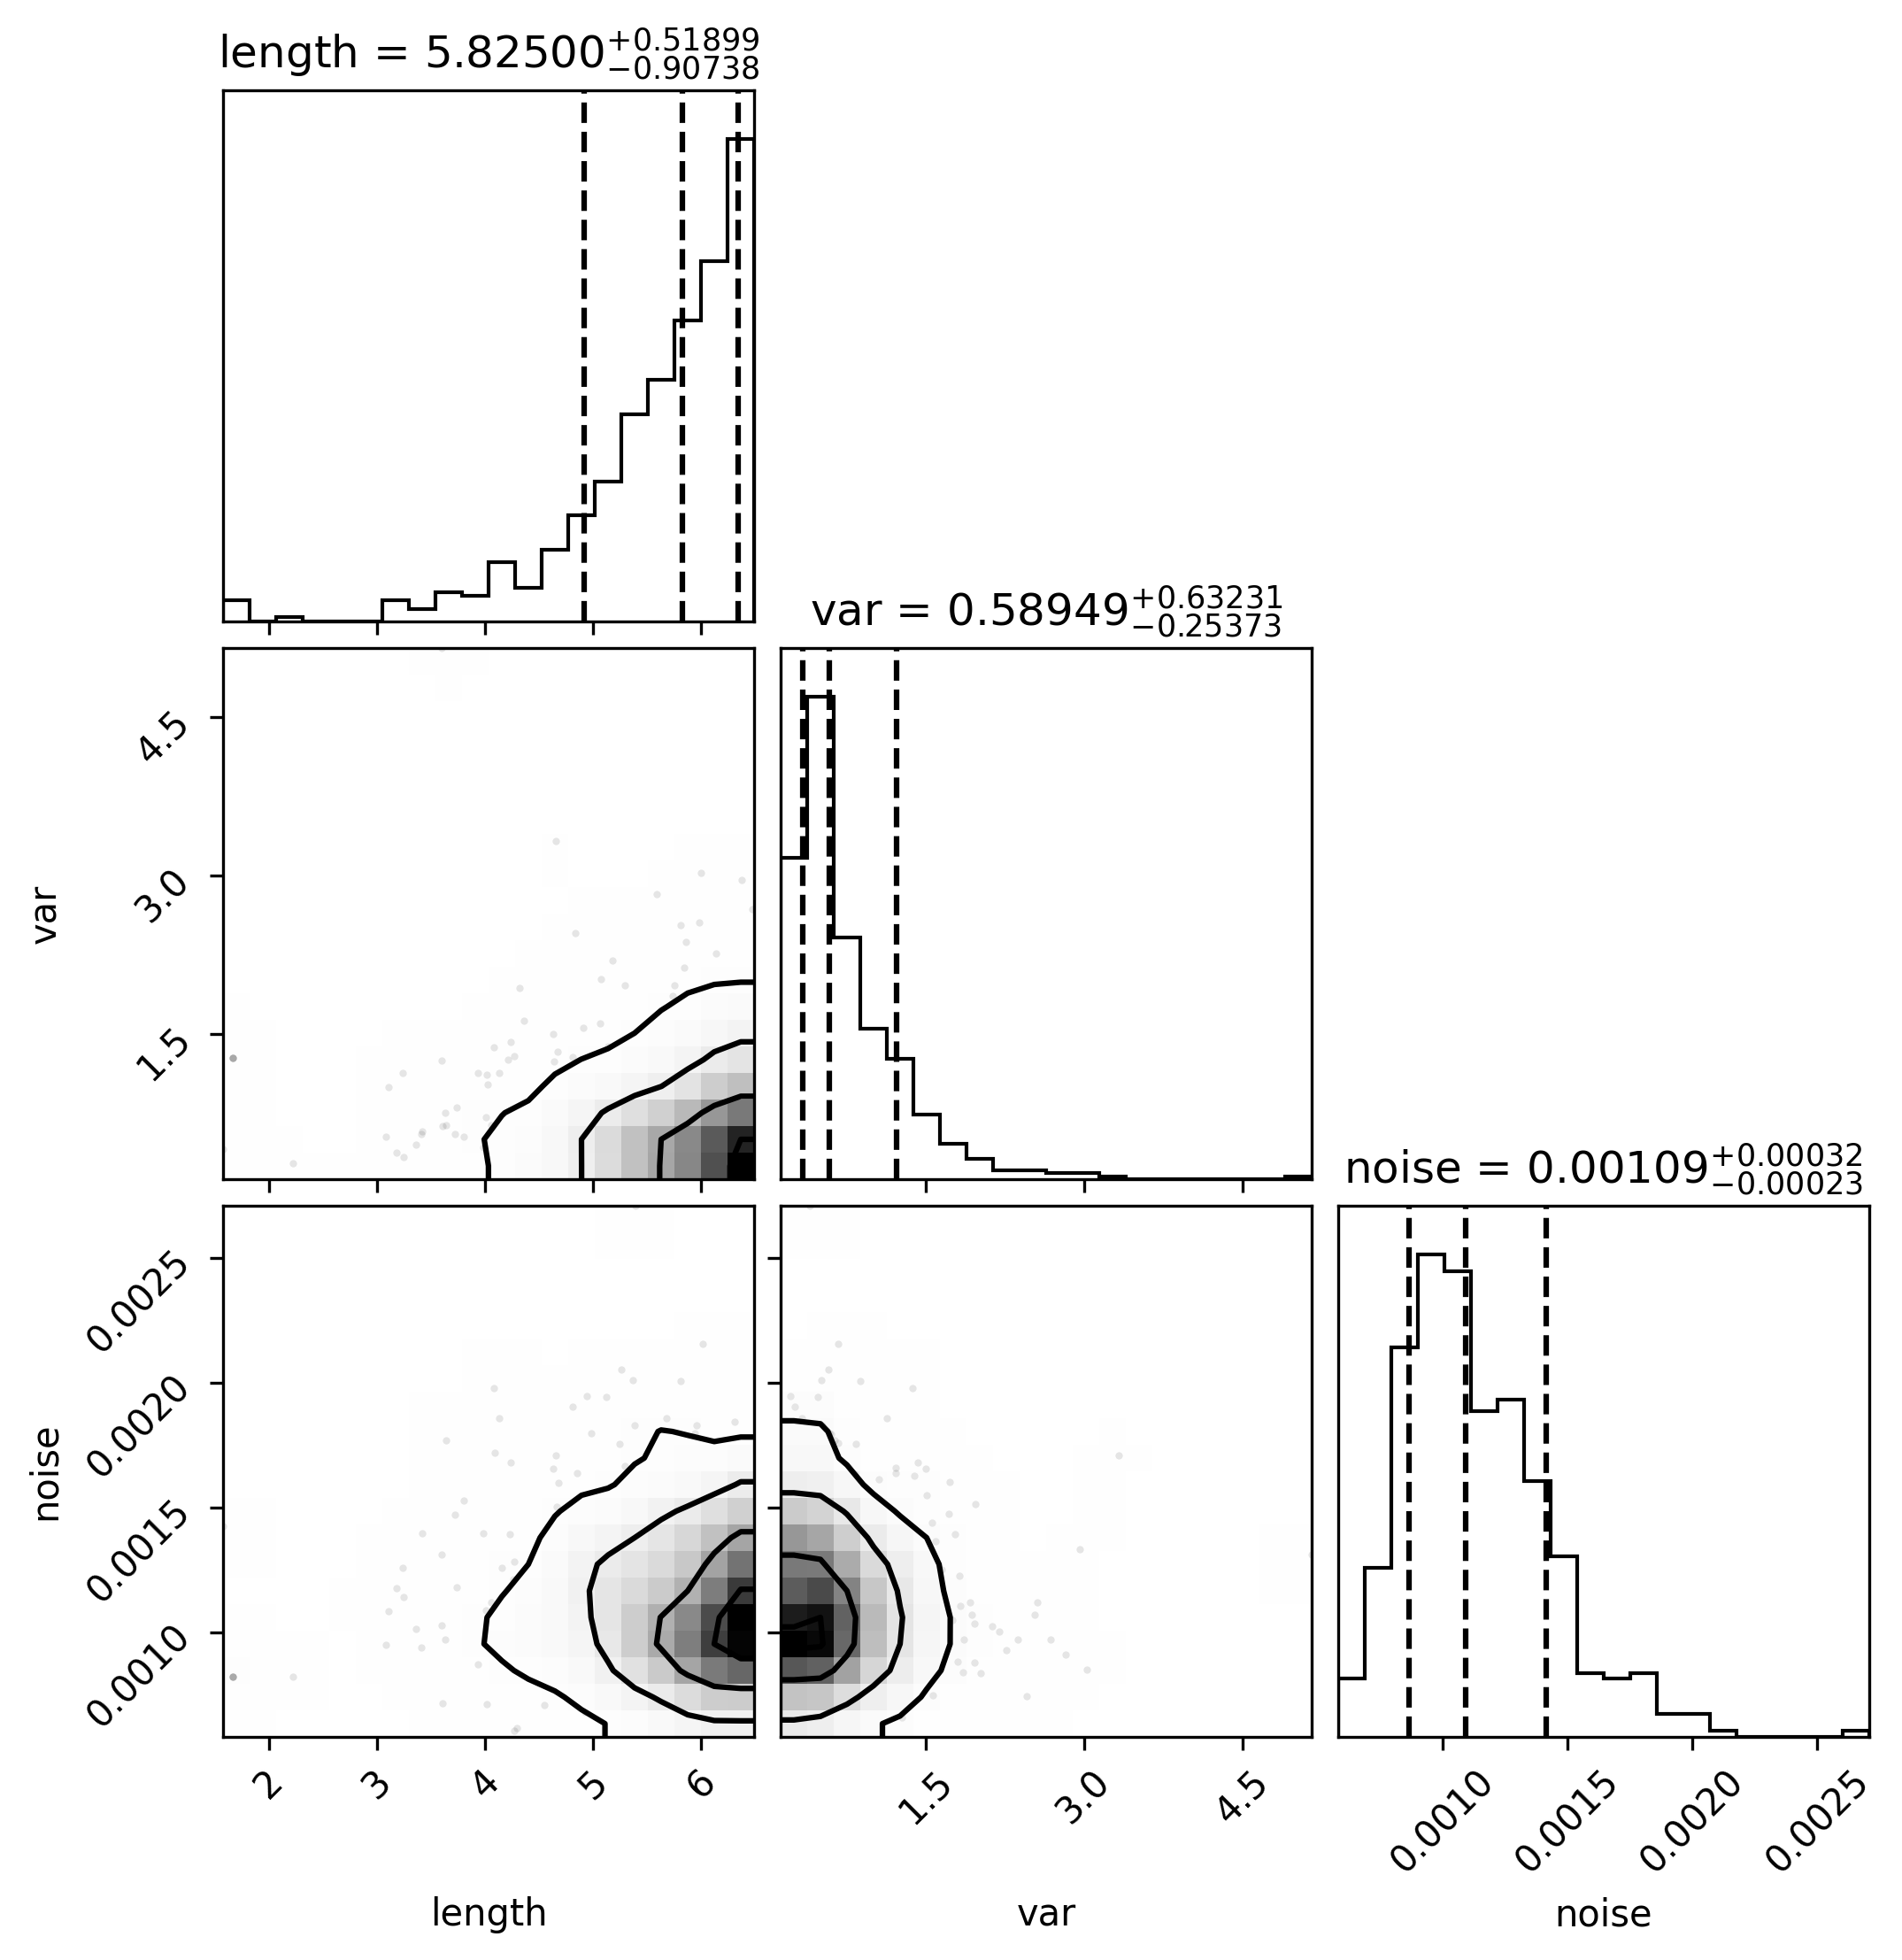 length = 5.82500 +0.51899 −0.90738
var = 0.58949 +0.63231 −0.25373
4.5
3.0
1.5
var
noise = 0.00109 +0.00032 −0.00023
0.0025
0.0020
0.0015
0.0010
noise
2 3 4 5 6
1.5 3.0 4.5
0.0010 0.0015 0.0020 0.0025
length
var
noise